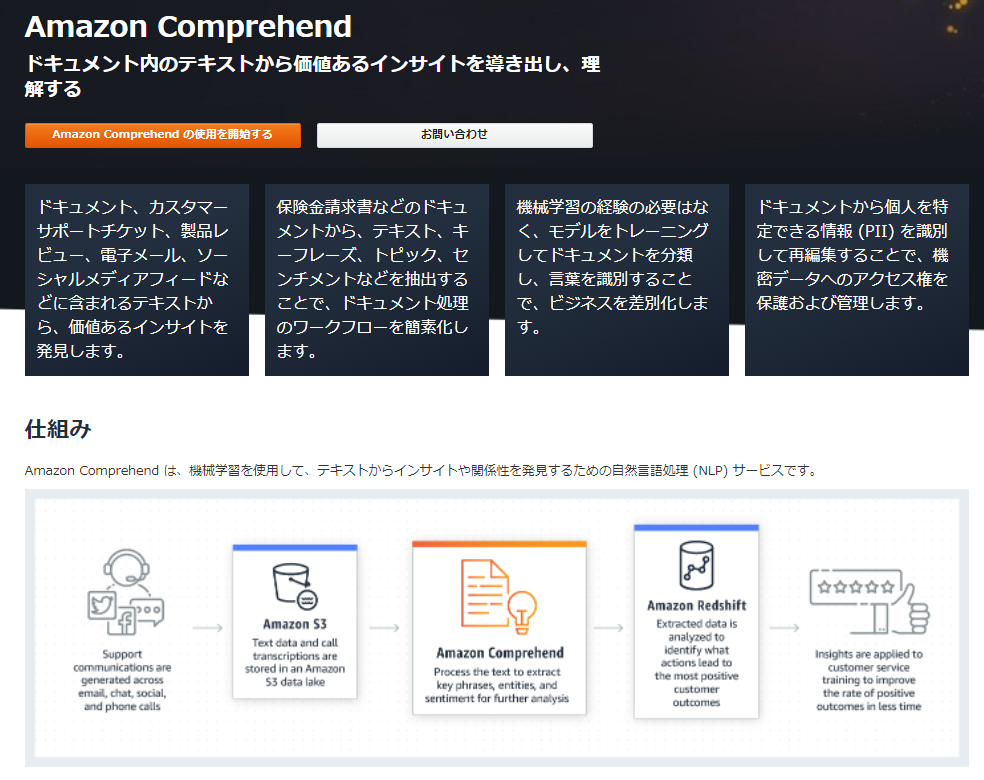 Amazon Comprehend
ドキュメント内のテキストから価値あるインサイトを導き出し、理
解する
Amazon Comprehend の使用を開始する
お問い合わせ
ドキュメント、カスタマー
サポートチケット、製品レ
ビュー、電子メール、ソー
シャルメディアフィードな
どに含まれるテキストか
ら、価値あるインサイトを
発見します。
保険金請求書などのドキュ
メントから、テキスト、キ
ーフレーズ、トピック、セ
ンチメントなどを抽出する
ことで、ドキュメント処理
のワークフローを簡素化し
ます。
機械学習の経験の必要はな
く、モデルをトレーニング
してドキュメントを分類
し、言葉を識別すること
で、ビジネスを差別化しま
す。
ドキュメントから個人を特
定できる情報 (PII) を識別
して再編集することで、機
密データへのアクセス権を
保護および管理します。
仕組み
Amazon Comprehend は、機械学習を使用して、テキストからインサイトや関係性を発見するための自然言語処理 (NLP) サービスです。
Support
communications are
generated across
email, chat, social,
and phone calls
Amazon S3
Text data and call
transcriptions are
stored in an Amazon
S3 data lake
Amazon Comprehend
Process the text to extract
key phrases, entities, and
sentiment for further analysis
Amazon Redshift
Extracted data is
analyzed to
identify what
actions lead to
the most positive
customer
outcomes
Insights are applied to
customer service
training to improve
the rate of positive
outcomes in less time